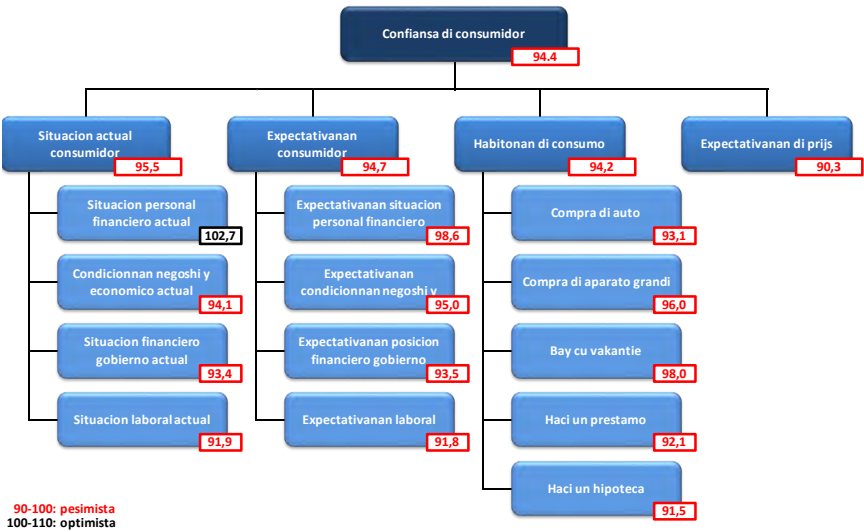 Confiansa di consumidor
94.4
Situacion actual
consumidor
95,5
Situacion personal
financiero actual
102,7
Condicionnan negoshi y
economico actual
94,1
Situacion financiero
gobierno actual
93,4
Situacion laboral actual
91,9
Expectativanan
consumidor
94,7
Expectativanan situacion
personal financiero
98,6
Expectativanan
condicionnan negoshi y
95,0
Expectativanan posicion
financiero gobierno
93,5
Expectativanan laboral
91,8
Habitonan di consumo
94,2
Compra di auto
93,1
Compra di aparato grandi
96,0
Bay cu vakantie
98,0
Haci un prestamo
92,1
Haci un hipoteca
91,5
Expectativanan di prijs
90,3
90-100: pesimista
100-110: optimista